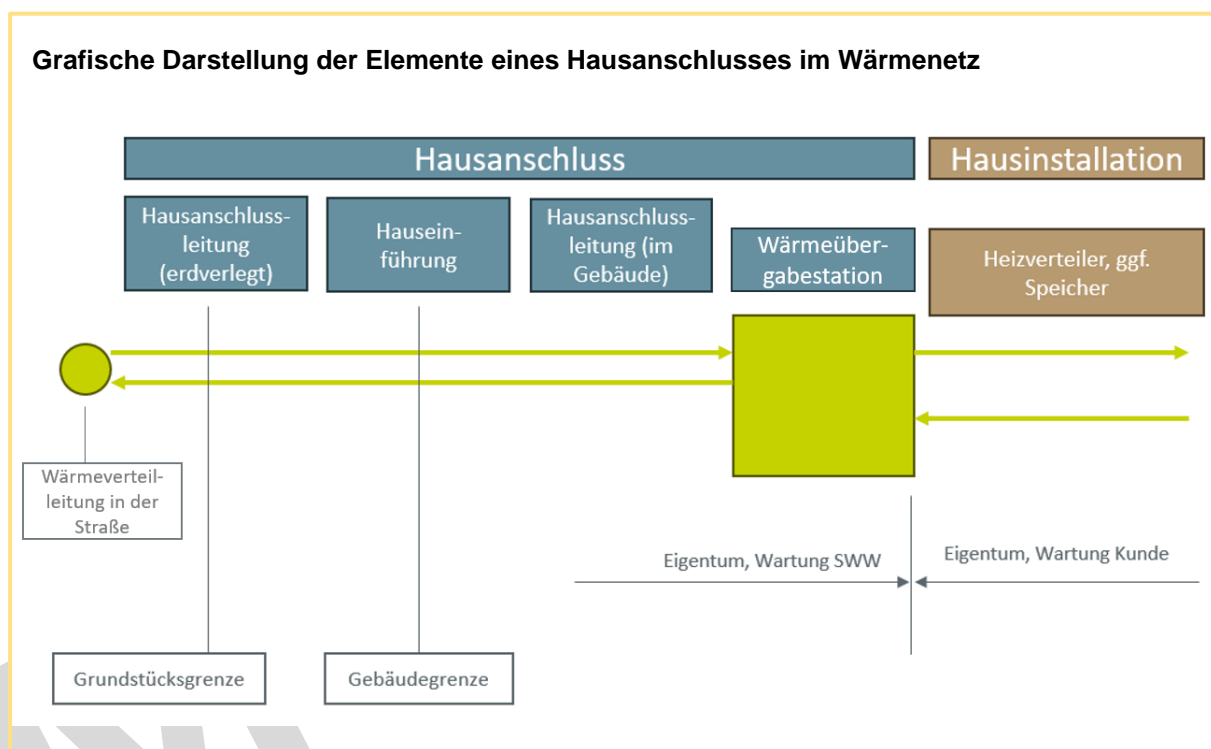 Grafische Darstellung der Elemente eines Hausanschlusses im Wärmenetz
Hausanschluss
Hausinstallation
Hausanschluss-
leitung
(erdverlegt)
Hausein-
führung
Hausanschluss-
leitung (im
Gebäude)
Wärmeüber-
gabestation
Heizverteiler, ggf.
Speicher
Wärmeverteil-
leitung in der
Straße
Eigentum, Wartung SWW
Eigentum, Wartung Kunde
Grundstücksgrenze
Gebäudegrenze